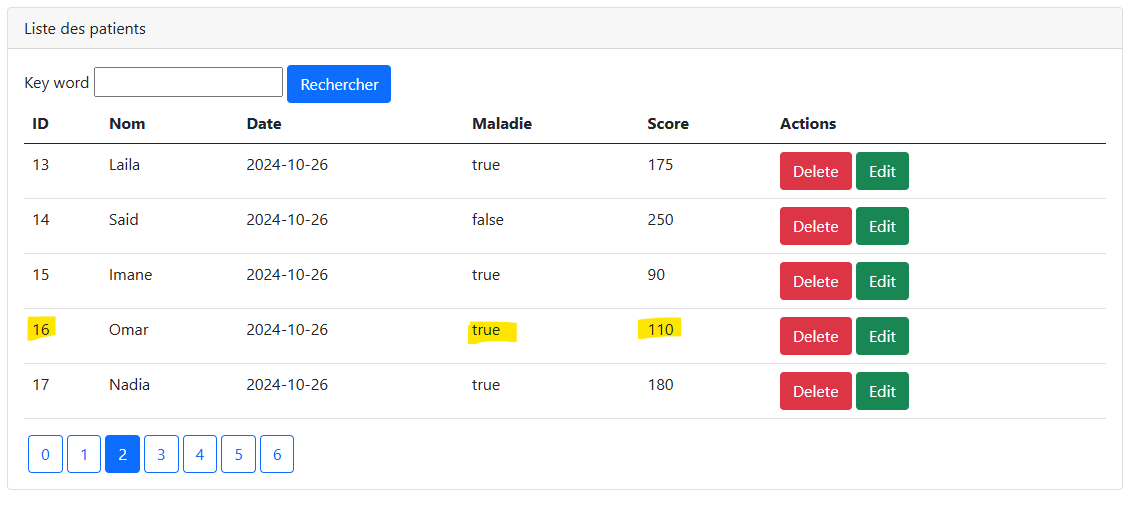 Liste des patients
Key word Rechercher
ID Nom Date Maladie Score Actions
13 Laila 2024-10-26 true 175 Delete Edit
14 Said 2024-10-26 false 250 Delete Edit
15 Imane 2024-10-26 true 90 Delete Edit
16 Omar 2024-10-26 true 110 Delete Edit
17 Nadia 2024-10-26 true 180 Delete Edit
0 1 2 3 4 5 6